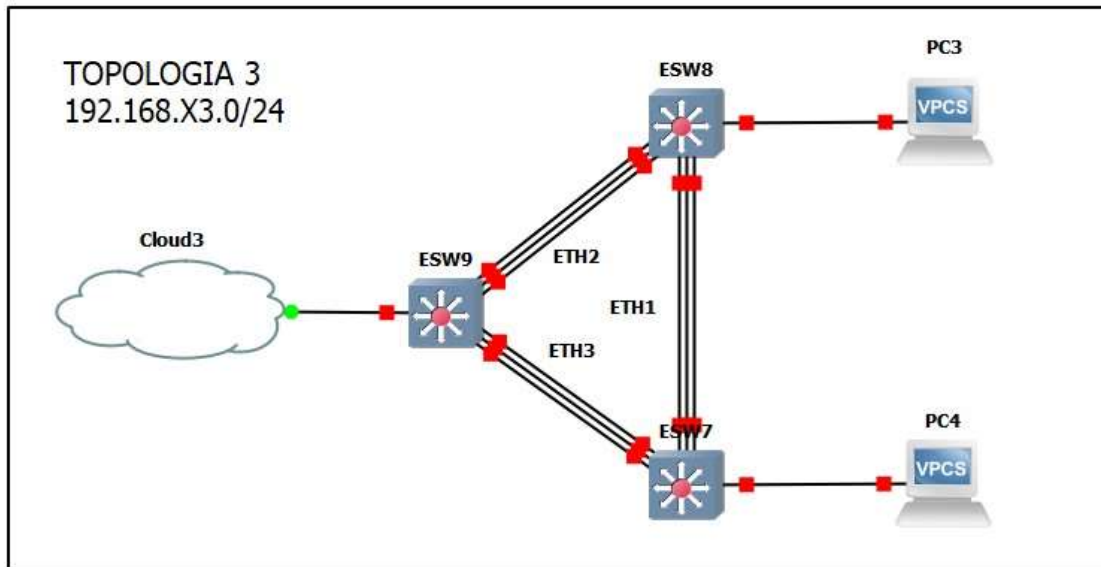 TOPOLOGIA 3
192.168.X3.0/24
PC3
ESW8
VPCS
Cloud3
ESW9
ETH2
ETH1
ETH3
ESW7
PC4
VPCS